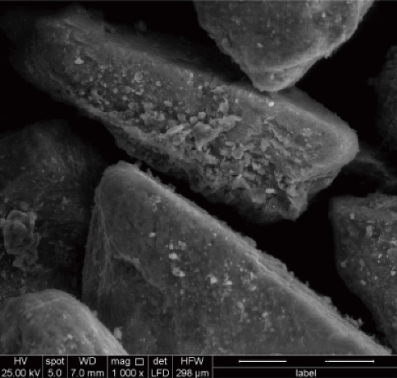 HV spot WD mag □ det HFW
25.00 kV 5.0 7.0 mm 1 000 x LFD 298 µm label